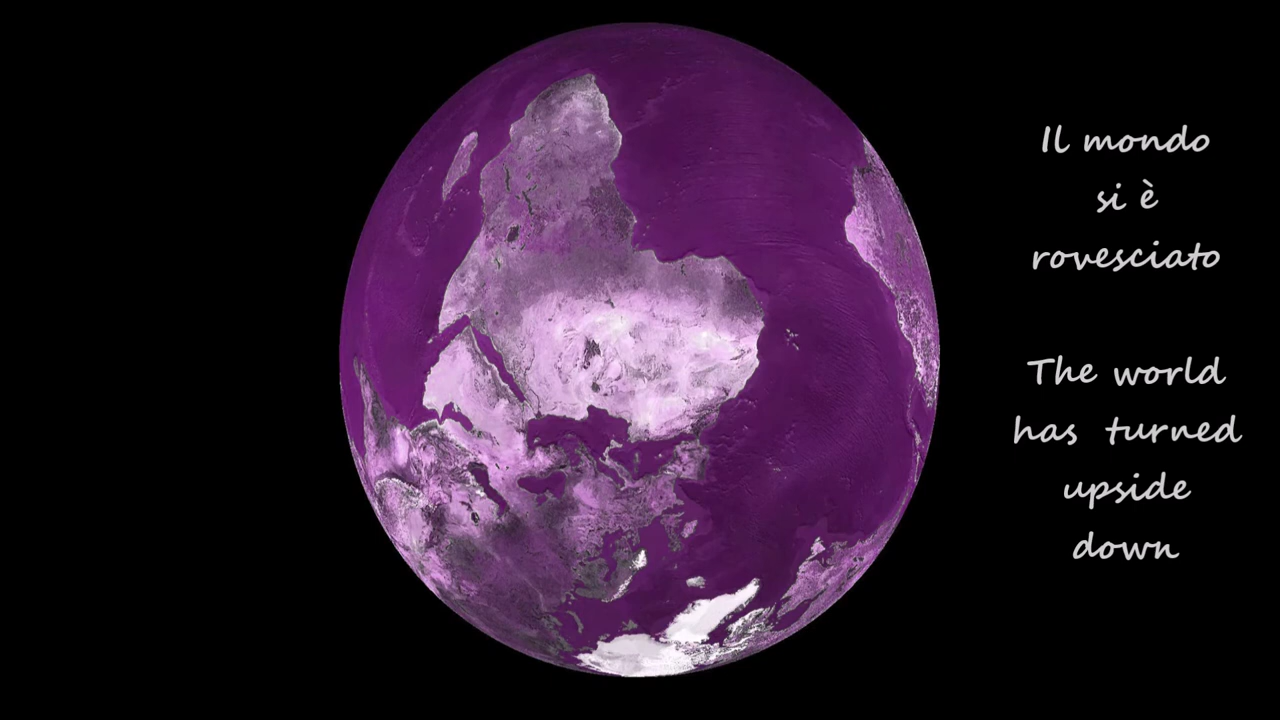 Il mondo
si è
rovesciato
The world
has turned
upside
down